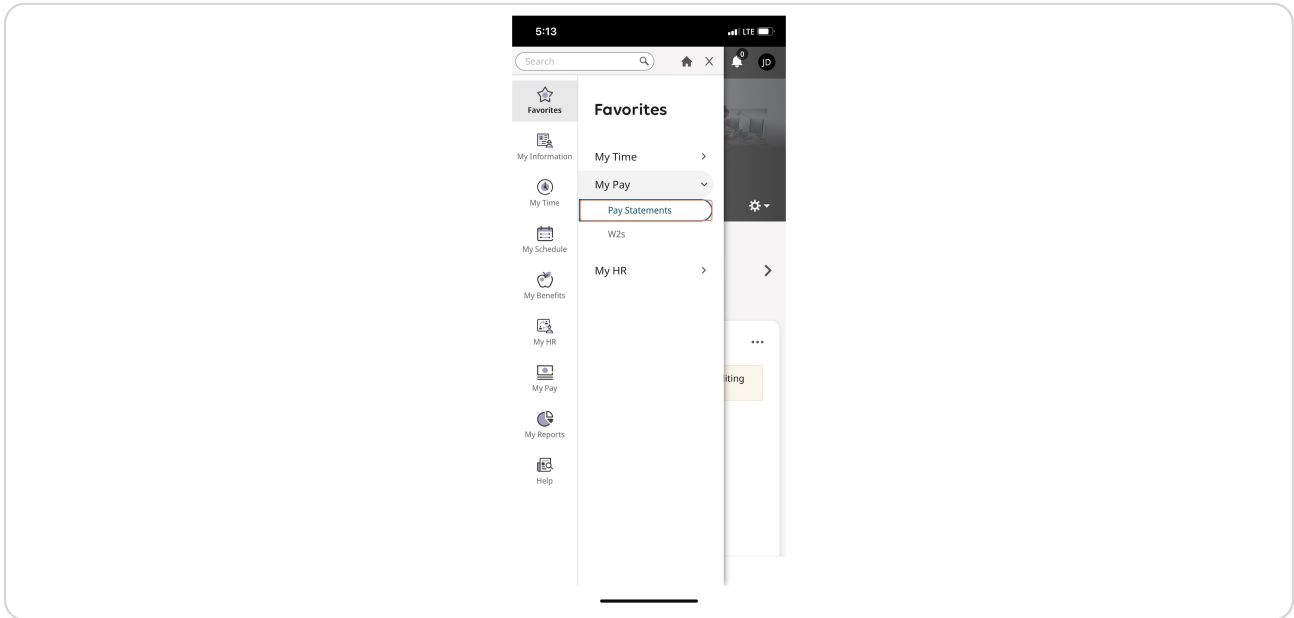 5:13
LTE
Search
X
0
JD
Favorites
My Information
My Time
My Schedule
My Benefits
My HR
My Pay
My Reports
Help
Favorites
My Time
My Pay
Pay Statements
W2s
My HR
iting